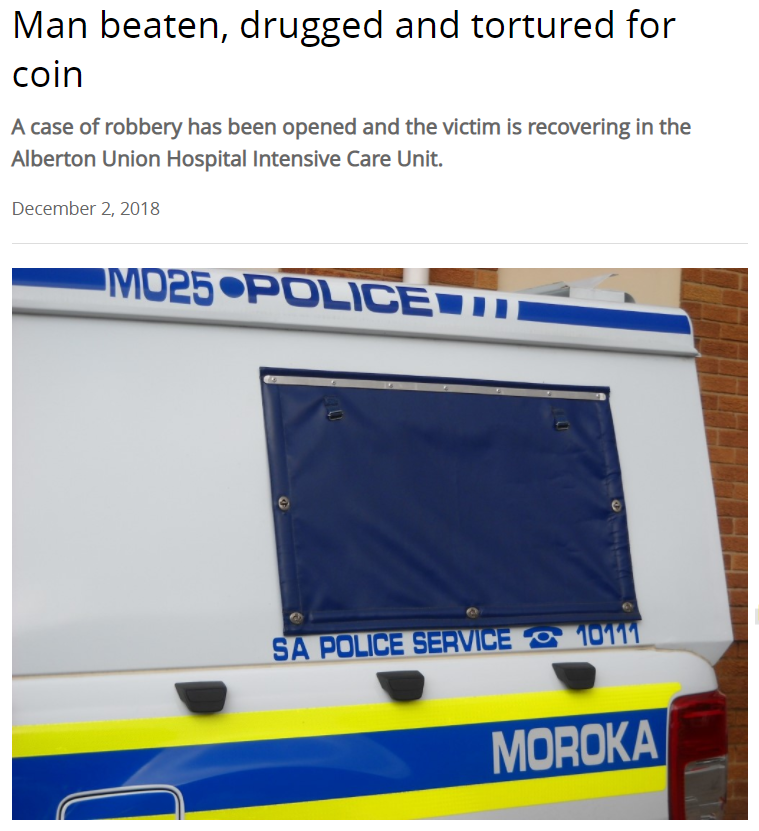 Man beaten, drugged and tortured for
coin
A case of robbery has been opened and the victim is recovering in the
Alberton Union Hospital Intensive Care Unit.
December 2, 2018
MO25 POLICE
SA POLICE SERVICE 10111
MOROKA